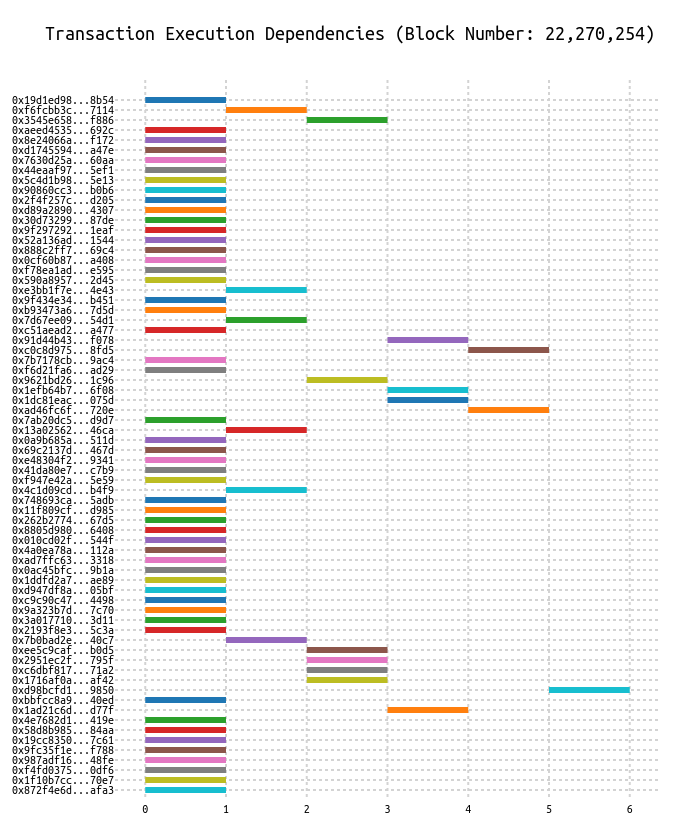 Transaction Execution Dependencies (Block Number: 22,270,254)
0x19d1ed98...8b54
0xf6fcbb3c...7114
0x3545e658...f886
0xaeed4535...692c
0x8e24066a...f172
0xd1745594...a47e
0x7630d25a...60aa
0x44eaaf97...5ef1
0x5c4d1b98...5e13
0x90860cc3...b0b6
0x2f4f257c...d205
0xd89a2890...4307
0x30d73299...87de
0x9f297292...1eaf
0x52a136ad...1544
0x888c2ff7...69c4
0x0cf60b87...a408
0xf78ea1ad...e595
0x590a8957...2d45
0xe3bb1f7e...4e43
0x9f434e34...b451
0xb93473a6...7d5d
0x7d67ee09...54d1
0xc51aead2...a477
0x91d44b43...f078
0xc0c8d975...8fd5
0x7b7178cb...9ac4
0xf6d21fa6...ad29
0x9621bd26...1c96
0x1efb64b7...6f08
0x1dc81eac...075d
0xad46fc6f...720e
0x7ab20dc5...d9d7
0x13a02562...46ca
0x0a9b685a...511d
0x69c2137d...467d
0xe48304f2...9341
0x41da80e7...c7b9
0xf947e42a...5e59
0x4c1d09cd...b4f9
0x748693ca...5adb
0x11f809cf...d985
0x262b2774...67d5
0x8805d980...6408
0x010cd02f...544f
0x4a0ea78a...112a
0xad7ffc63...3318
0x0ac45bfc...9b1a
0x1ddfd2a7...ae89
0xd947df8a...05bf
0xc9c90c47...4498
0x9a323b7d...7c70
0x3a017710...3d11
0x2193f8e3...5c3a
0x7b0bad2e...40c7
0xee5c9caf...b0d5
0x2951ec2f...795f
0xc6dbf817...71a2
0x1716af0a...af42
0xd98bcfd1...9850
0xbbfcc8a9...40ed
0x1ad21c6d...d77f
0x4e7682d1...419e
0x58d8b985...84aa
0x19cc8350...7c61
0x9fc35f1e...f788
0x987adf16...48fe
0xf4fd0375...0df6
0x1f10b7cc...70e7
0x872f4e6d...afa3
0 1 2 3 4 5 6